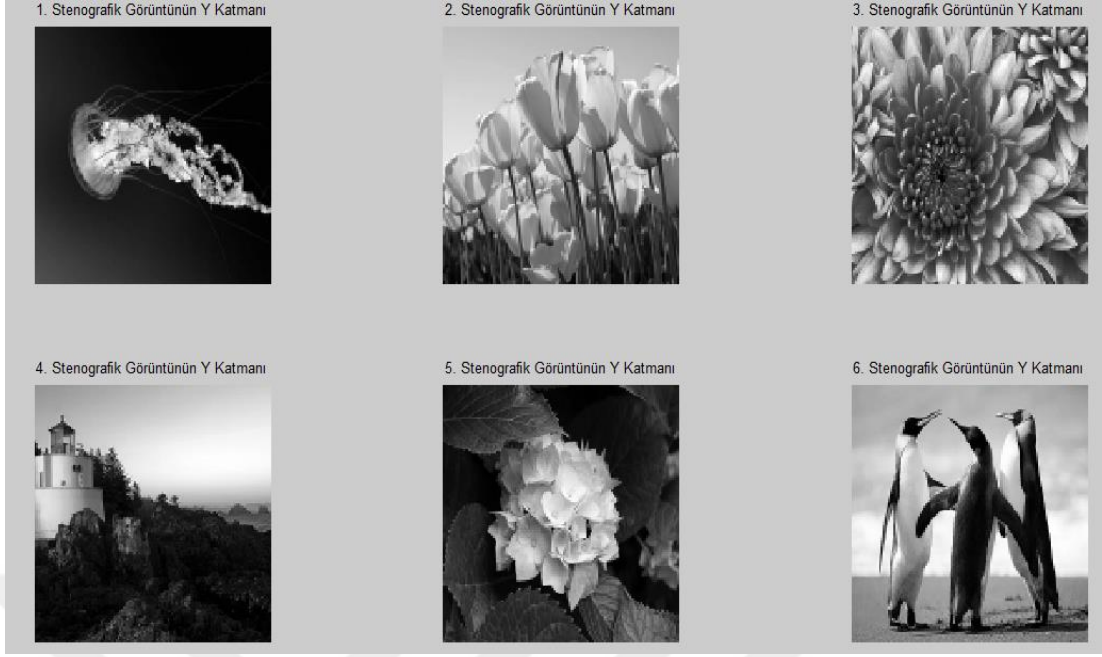 1. Stenografik Görüntünün Y Katmanı
2. Stenografik Görüntünün Y Katmanı
3. Stenografik Görüntünün Y Katmanı
4. Stenografik Görüntünün Y Katmanı
5. Stenografik Görüntünün Y Katmanı
6. Stenografik Görüntünün Y Katmanı